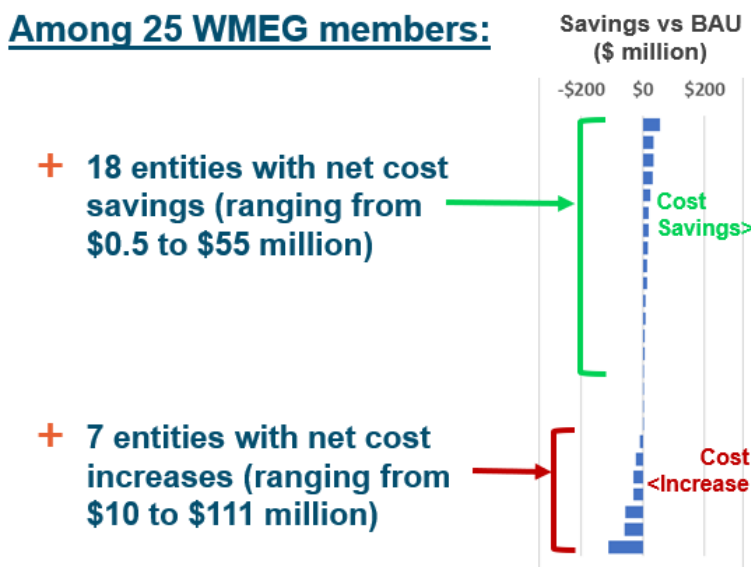 Among 25 WMEG members:
Savings vs BAU
($ million)
-$200 $0 $200
+ 18 entities with net cost
savings (ranging from
$0.5 to $55 million)
Cost
Savings>
+ 7 entities with net cost
increases (ranging from
$10 to $111 million)
Cost
<Increase